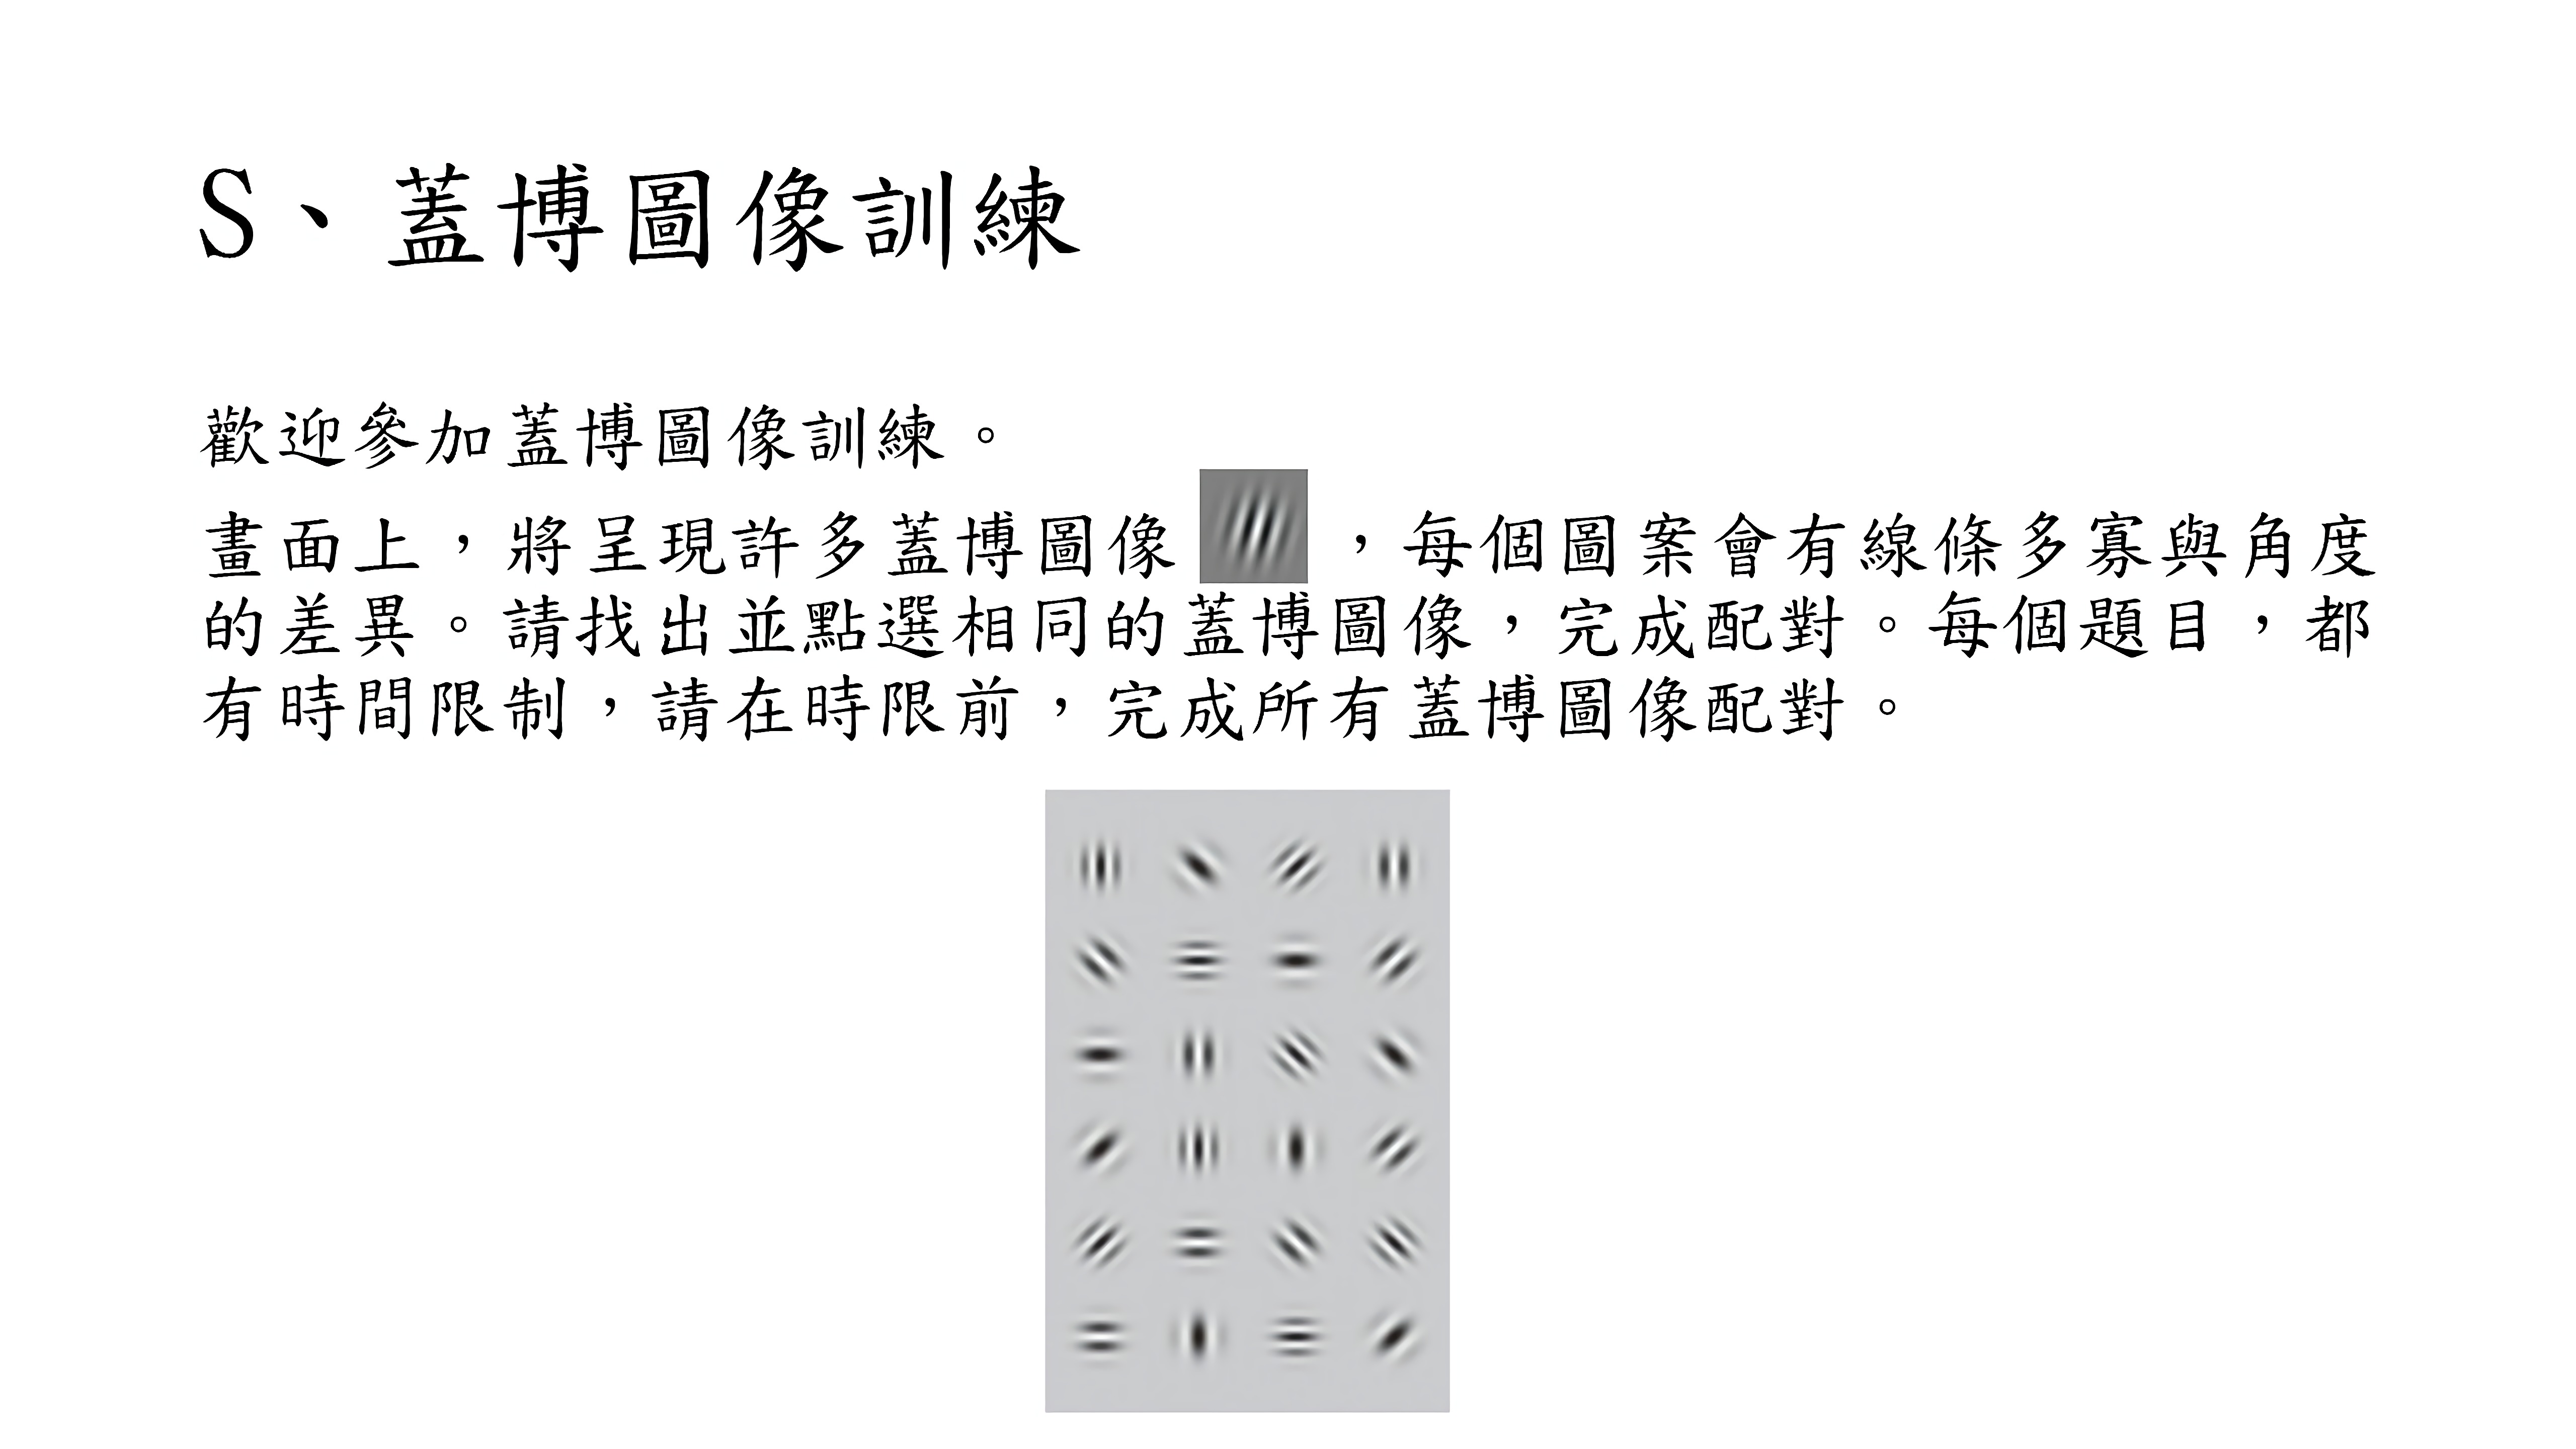 S、蓋博圖像訓練
歡迎參加蓋博圖像訓練。
畫面上，將呈現許多蓋博圖像，每個圖案會有線條多寡與角度
的差異。請找出並點選相同的蓋博圖像，完成配對。每個題目，都
有時間限制，請在時限前，完成所有蓋博圖像配對。